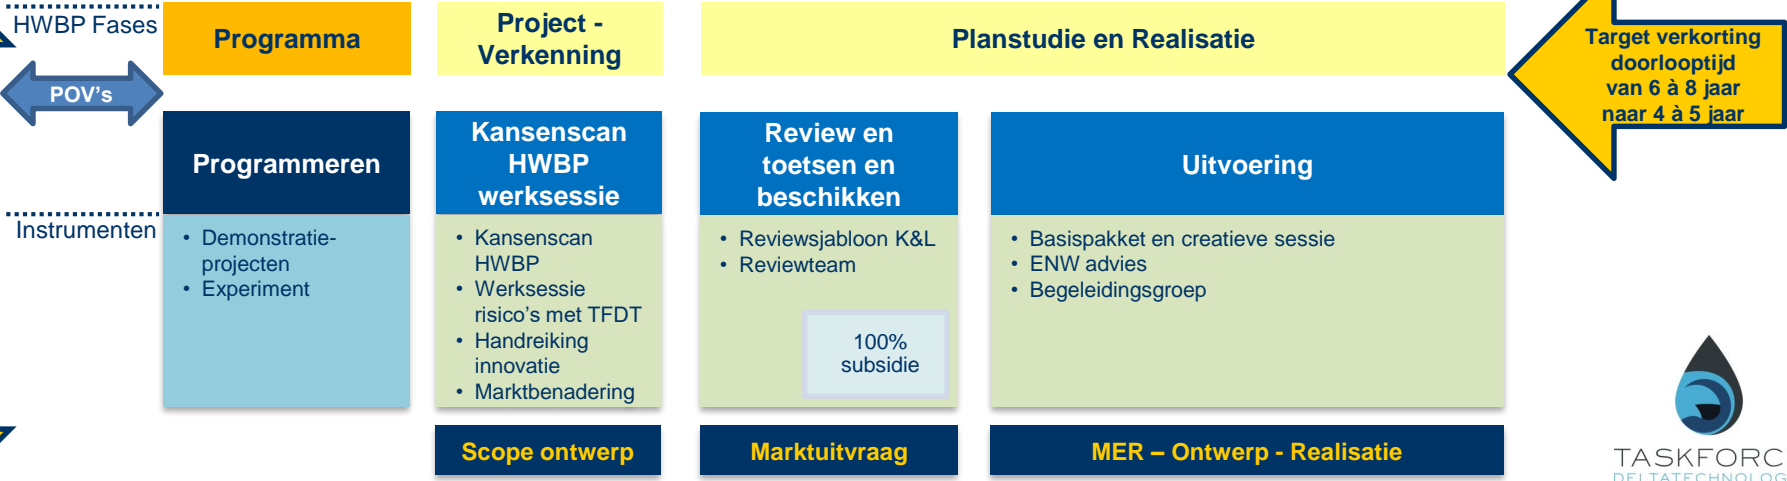 HWBP Fases
Programma
Project -
Verkenning
Planstudie en Realisatie
Target verkorting
doorlooptijd
van 6 à 8 jaar
naar 4 à 5 jaar
POV's
Programmeren
Kansenscan
HWBP
werksessie
Review en
toetsen en
beschikken
Uitvoering
Instrumenten
• Demonstratie-
projecten
• Experiment
• Kansenscan
HWBP
• Werksessie
risico's met TFDT
• Handreiking
innovatie
• Marktbenadering
• Reviewsjabloon K&L
• Reviewteam
100%
subsidie
• Basispakket en creatieve sessie
• ENW advies
• Begeleidingsgroep
Scope ontwerp
Marktuitvraag
MER – Ontwerp - Realisatie
TASKFORC
DELTATECHNOLOG